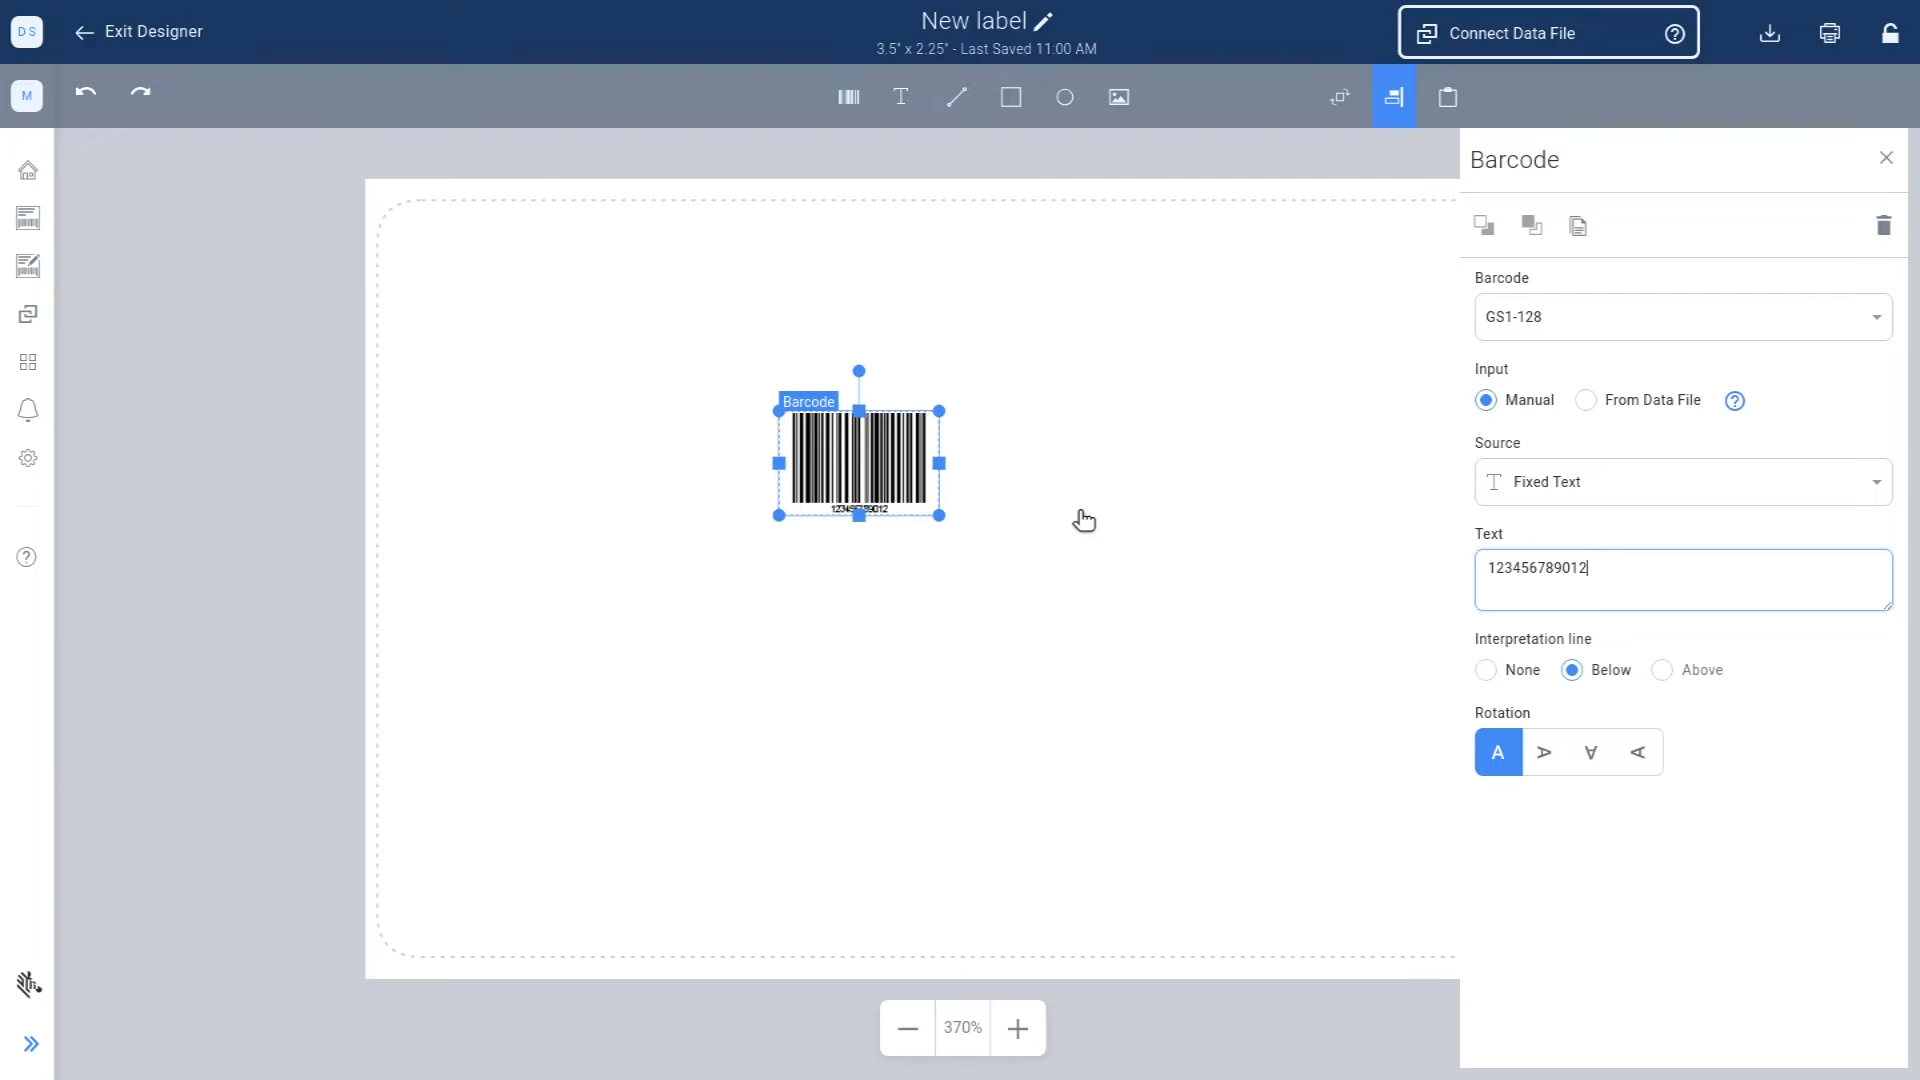 DS
Exit Designer
New label
3.5" x 2.25" - Last Saved 11:00 AM
Connect Data File
M
Barcode
Barcode
GS1-128
Input
Manual
From Data File
Source
Fixed Text
Text
123456789012
Interpretation line
None
Below
Above
Rotation
A
A
A
A
Barcode
123456789012
370%